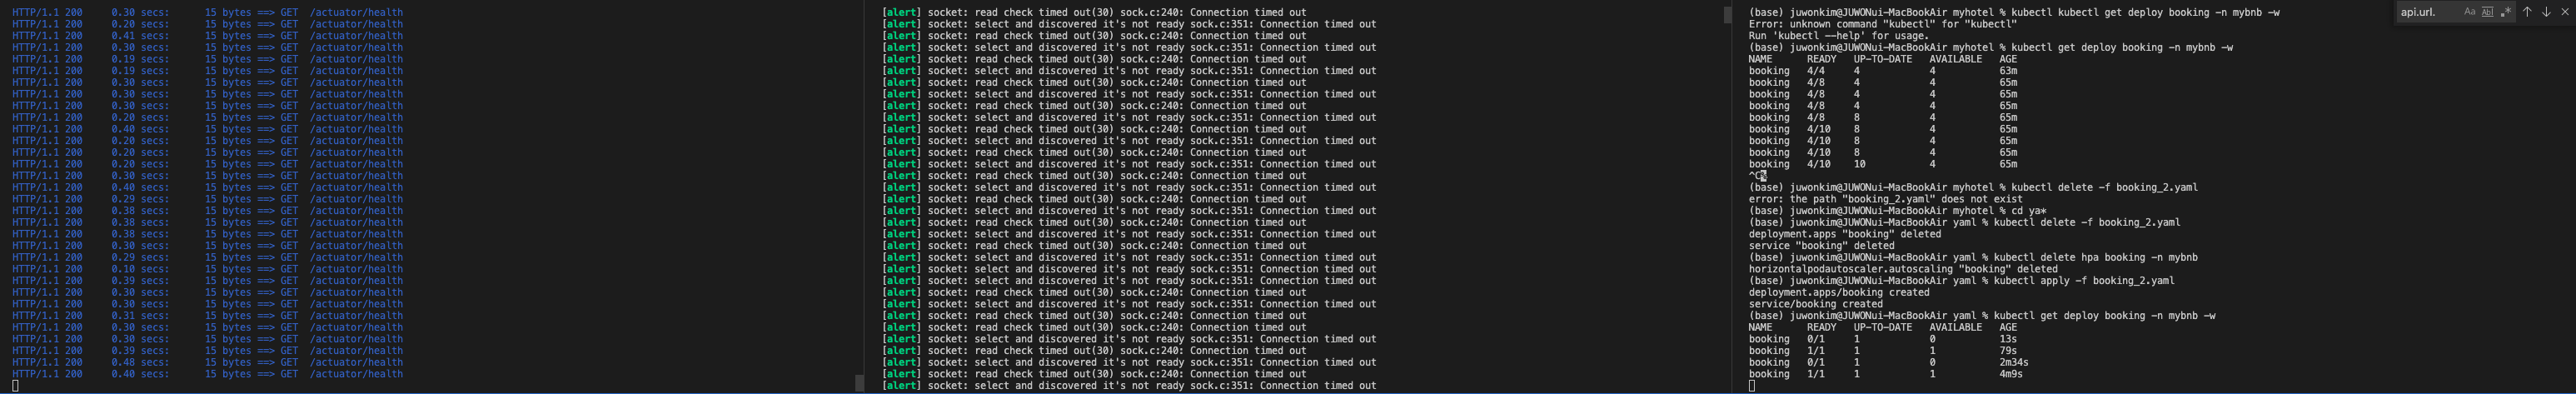 HTTP/1.1 200     0.30 secs:      15 bytes ==> GET  /actuator/health
HTTP/1.1 200     0.20 secs:      15 bytes ==> GET  /actuator/health
HTTP/1.1 200     0.41 secs:      15 bytes ==> GET  /actuator/health
HTTP/1.1 200     0.30 secs:      15 bytes ==> GET  /actuator/health
HTTP/1.1 200     0.19 secs:      15 bytes ==> GET  /actuator/health
HTTP/1.1 200     0.19 secs:      15 bytes ==> GET  /actuator/health
HTTP/1.1 200     0.30 secs:      15 bytes ==> GET  /actuator/health
HTTP/1.1 200     0.30 secs:      15 bytes ==> GET  /actuator/health
HTTP/1.1 200     0.30 secs:      15 bytes ==> GET  /actuator/health
HTTP/1.1 200     0.20 secs:      15 bytes ==> GET  /actuator/health
HTTP/1.1 200     0.40 secs:      15 bytes ==> GET  /actuator/health
HTTP/1.1 200     0.20 secs:      15 bytes ==> GET  /actuator/health
HTTP/1.1 200     0.20 secs:      15 bytes ==> GET  /actuator/health
HTTP/1.1 200     0.20 secs:      15 bytes ==> GET  /actuator/health
HTTP/1.1 200     0.30 secs:      15 bytes ==> GET  /actuator/health
HTTP/1.1 200     0.40 secs:      15 bytes ==> GET  /actuator/health
HTTP/1.1 200     0.29 secs:      15 bytes ==> GET  /actuator/health
HTTP/1.1 200     0.38 secs:      15 bytes ==> GET  /actuator/health
HTTP/1.1 200     0.38 secs:      15 bytes ==> GET  /actuator/health
HTTP/1.1 200     0.38 secs:      15 bytes ==> GET  /actuator/health
HTTP/1.1 200     0.30 secs:      15 bytes ==> GET  /actuator/health
HTTP/1.1 200     0.29 secs:      15 bytes ==> GET  /actuator/health
HTTP/1.1 200     0.10 secs:      15 bytes ==> GET  /actuator/health
HTTP/1.1 200     0.39 secs:      15 bytes ==> GET  /actuator/health
HTTP/1.1 200     0.30 secs:      15 bytes ==> GET  /actuator/health
HTTP/1.1 200     0.30 secs:      15 bytes ==> GET  /actuator/health
HTTP/1.1 200     0.31 secs:      15 bytes ==> GET  /actuator/health
HTTP/1.1 200     0.30 secs:      15 bytes ==> GET  /actuator/health
HTTP/1.1 200     0.30 secs:      15 bytes ==> GET  /actuator/health
HTTP/1.1 200     0.39 secs:      15 bytes ==> GET  /actuator/health
HTTP/1.1 200     0.48 secs:      15 bytes ==> GET  /actuator/health
HTTP/1.1 200     0.40 secs:      15 bytes ==> GET  /actuator/health
[alert] socket: read check timed out(30) sock.c:240: Connection timed out
[alert] socket: read check timed out(30) sock.c:240: Connection timed out
[alert] socket: read check timed out(30) sock.c:240: Connection timed out
[alert] socket: select and discovered it's not ready sock.c:351: Connection timed out
[alert] socket: read check timed out(30) sock.c:240: Connection timed out
[alert] socket: select and discovered it's not ready sock.c:351: Connection timed out
[alert] socket: read check timed out(30) sock.c:240: Connection timed out
[alert] socket: select and discovered it's not ready sock.c:351: Connection timed out
[alert] socket: read check timed out(30) sock.c:240: Connection timed out
[alert] socket: select and discovered it's not ready sock.c:351: Connection timed out
[alert] socket: read check timed out(30) sock.c:240: Connection timed out
[alert] socket: select and discovered it's not ready sock.c:351: Connection timed out
[alert] socket: read check timed out(30) sock.c:240: Connection timed out
[alert] socket: select and discovered it's not ready sock.c:351: Connection timed out
[alert] socket: read check timed out(30) sock.c:240: Connection timed out
[alert] socket: select and discovered it's not ready sock.c:351: Connection timed out
[alert] socket: read check timed out(30) sock.c:240: Connection timed out
[alert] socket: select and discovered it's not ready sock.c:351: Connection timed out
[alert] socket: read check timed out(30) sock.c:240: Connection timed out
[alert] socket: select and discovered it's not ready sock.c:351: Connection timed out
[alert] socket: read check timed out(30) sock.c:240: Connection timed out
[alert] socket: select and discovered it's not ready sock.c:351: Connection timed out
[alert] socket: select and discovered it's not ready sock.c:351: Connection timed out
[alert] socket: select and discovered it's not ready sock.c:351: Connection timed out
[alert] socket: read check timed out(30) sock.c:240: Connection timed out
[alert] socket: select and discovered it's not ready sock.c:351: Connection timed out
[alert] socket: read check timed out(30) sock.c:240: Connection timed out
[alert] socket: read check timed out(30) sock.c:240: Connection timed out
[alert] socket: select and discovered it's not ready sock.c:351: Connection timed out
[alert] socket: read check timed out(30) sock.c:240: Connection timed out
[alert] socket: select and discovered it's not ready sock.c:351: Connection timed out
[alert] socket: read check timed out(30) sock.c:240: Connection timed out
[alert] socket: select and discovered it's not ready sock.c:351: Connection timed out
(base) juwonkim@JUWONui-MacBookAir myhotel % kubectl kubectl get deploy booking -n mybnb -w
Error: unknown command "kubectl" for "kubectl"
Run 'kubectl --help' for usage.
(base) juwonkim@JUWONui-MacBookAir myhotel % kubectl get deploy booking -n mybnb -w
NAME      READY   UP-TO-DATE   AVAILABLE   AGE
booking   4/4     4            4           63m
booking   4/8     4            4           65m
booking   4/8     4            4           65m
booking   4/8     4            4           65m
booking   4/8     8            4           65m
booking   4/10    8            4           65m
booking   4/10    8            4           65m
booking   4/10    8            4           65m
booking   4/10    10           4           65m
^C%
(base) juwonkim@JUWONui-MacBookAir myhotel % kubectl delete -f booking_2.yaml
error: the path "booking_2.yaml" does not exist
(base) juwonkim@JUWONui-MacBookAir myhotel % cd ya*
(base) juwonkim@JUWONui-MacBookAir yaml % kubectl delete -f booking_2.yaml
deployment.apps "booking" deleted
service "booking" deleted
(base) juwonkim@JUWONui-MacBookAir yaml % kubectl delete hpa booking -n mybnb
horizontalpodautoscaler.autoscaling "booking" deleted
(base) juwonkim@JUWONui-MacBookAir yaml % kubectl apply -f booking_2.yaml
deployment.apps/booking created
service/booking created
(base) juwonkim@JUWONui-MacBookAir yaml % kubectl get deploy booking -n mybnb -w
NAME      READY   UP-TO-DATE   AVAILABLE   AGE
booking   0/1     1            0           13s
booking   1/1     1            1           79s
booking   0/1     1            0           2m34s
booking   1/1     1            1           4m9s
api.url. Aa Abl .*